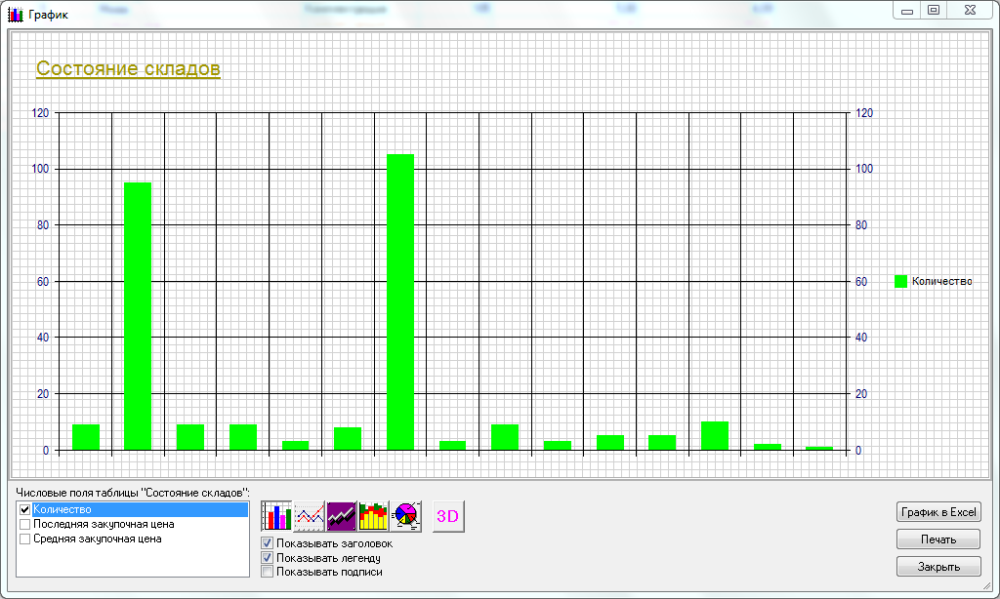 График
Состояние складов
120 120
100 100
80 80
60 60
Количество
40 40
20 20
0 0
Числовые поля таблицы "Состояние складов":
Количество
Последняя закупочная цена
Средняя закупочная цена
3D
Показывать заголовок
Показывать легенду
Показывать подписи
График в Excel
Печать
Закрыть